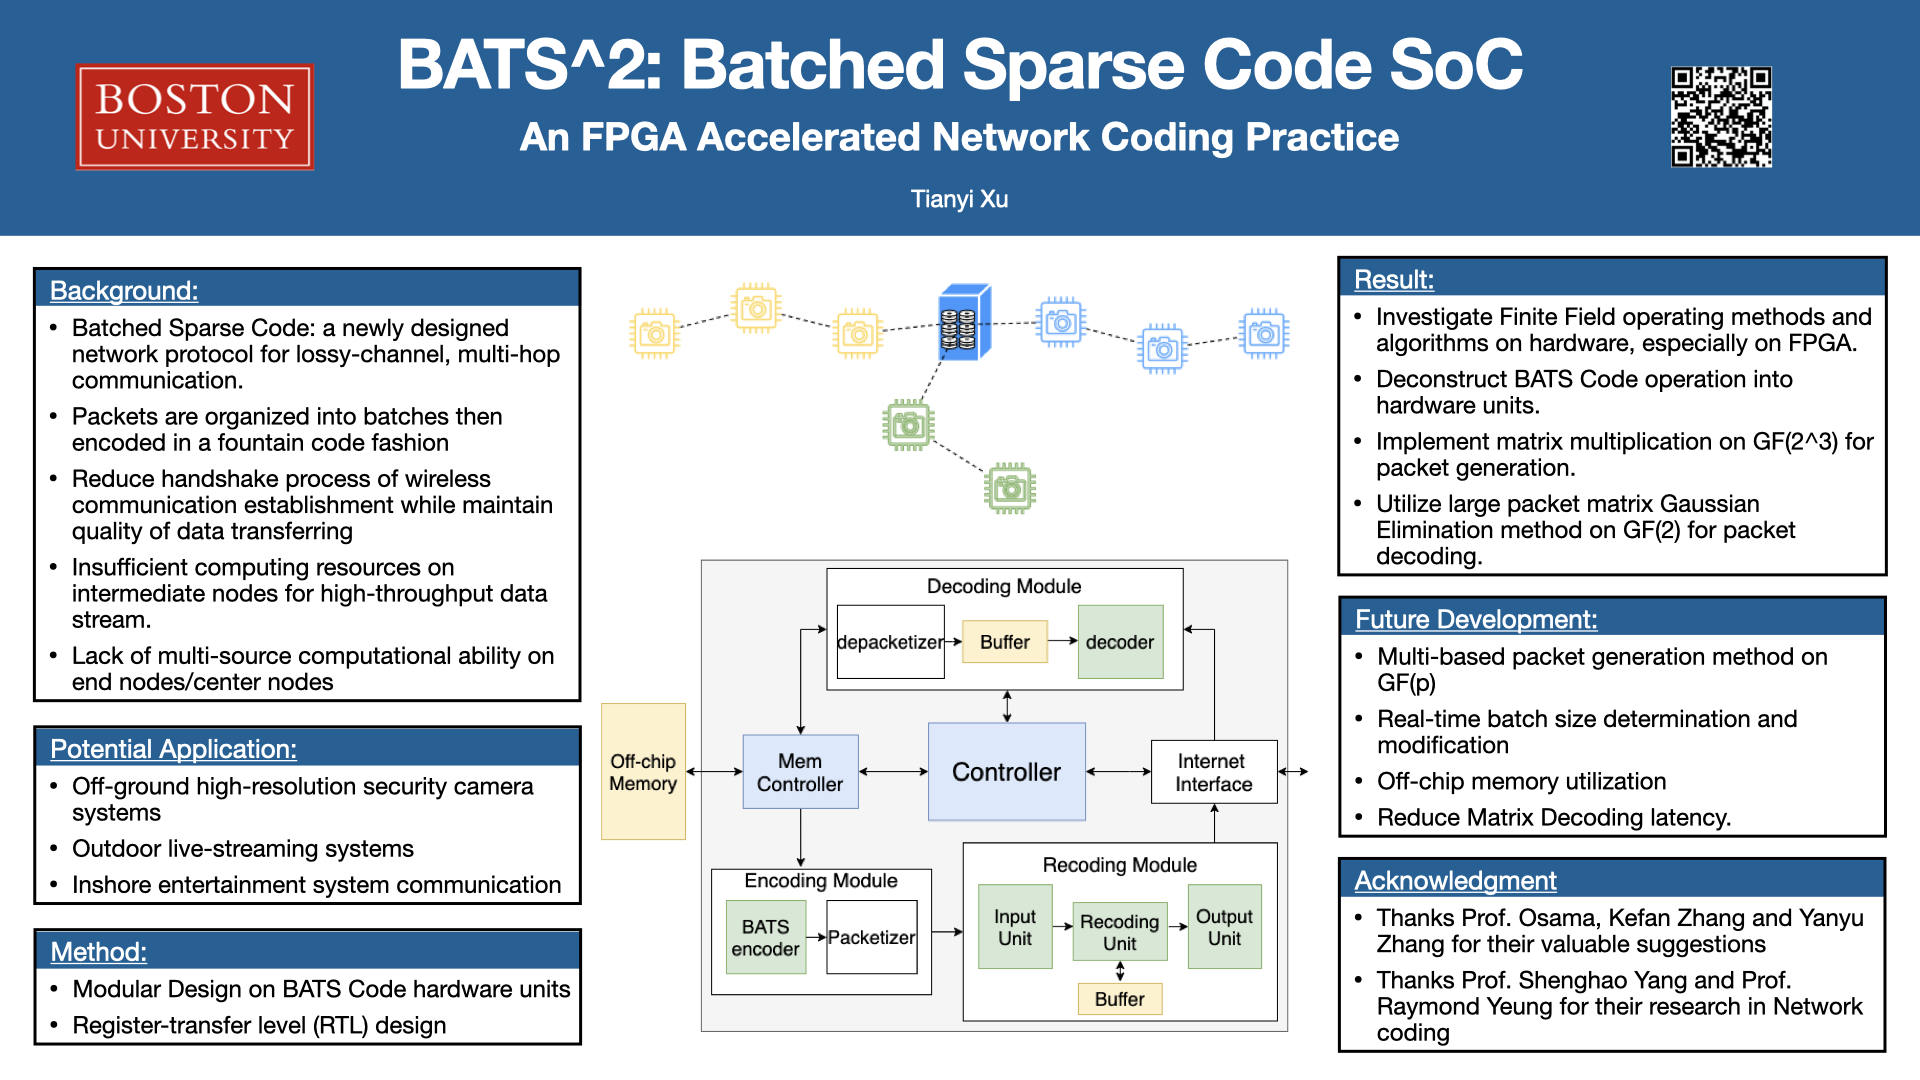 BATS^2: Batched Sparse Code SoC
An FPGA Accelerated Network Coding Practice
Tianyi Xu
BOSTON
UNIVERSITY
Background:
• Batched Sparse Code: a newly designed
network protocol for lossy-channel, multi-hop
communication.
• Packets are organized into batches then
encoded in a fountain code fashion
• Reduce handshake process of wireless
communication establishment while maintain
quality of data transferring
• Insufficient computing resources on
intermediate nodes for high-throughput data
stream.
• Lack of multi-source computational ability on
end nodes/center nodes
Potential Application:
• Off-ground high-resolution security camera
systems
• Outdoor live-streaming systems
• Inshore entertainment system communication
Method:
• Modular Design on BATS Code hardware units
• Register-transfer level (RTL) design
Decoding Module
depacketizer
Buffer
decoder
Off-chip
Memory
Mem
Controller
Controller
Internet
Interface
Encoding Module
BATS
encoder
Packetizer
Recoding Module
Input
Unit
Recoding
Unit
Output
Unit
Buffer
Result:
• Investigate Finite Field operating methods and
algorithms on hardware, especially on FPGA.
• Deconstruct BATS Code operation into
hardware units.
• Implement matrix multiplication on GF(2^3) for
packet generation.
• Utilize large packet matrix Gaussian
Elimination method on GF(2) for packet
decoding.
Future Development:
• Multi-based packet generation method on
GF(p)
• Real-time batch size determination and
modification
• Off-chip memory utilization
• Reduce Matrix Decoding latency.
Acknowledgment
• Thanks Prof. Osama, Kefan Zhang and Yanyu
Zhang for their valuable suggestions
• Thanks Prof. Shenghao Yang and Prof.
Raymond Yeung for their research in Network
coding